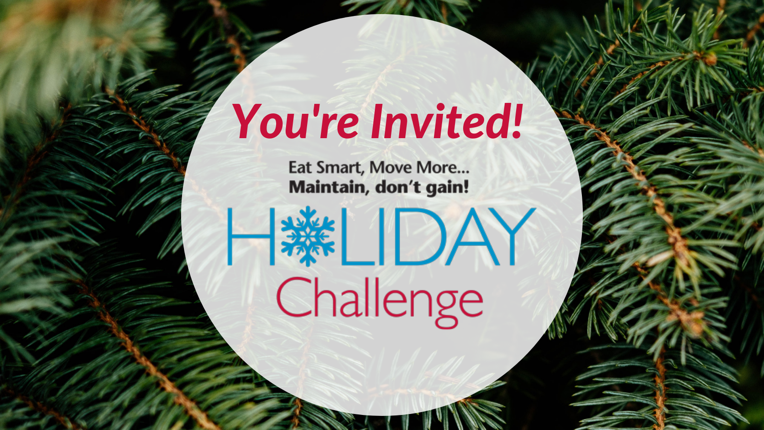 You're Invited!
Eat Smart, Move More...
Maintain, don't gain!
HOLIDAY
Challenge